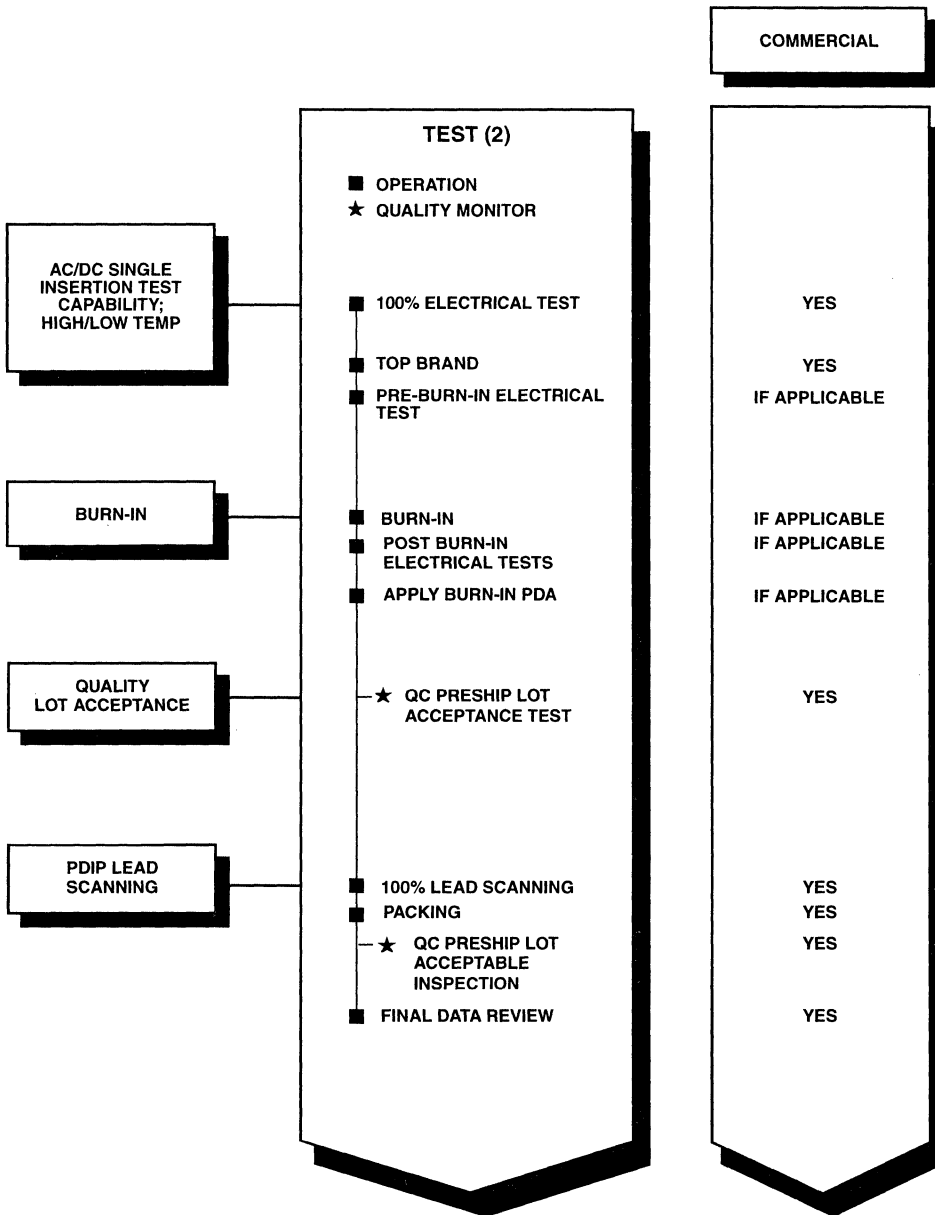 COMMERCIAL
TEST (2)
■ OPERATION
★ QUALITY MONITOR
AC/DC SINGLE
INSERTION TEST
CAPABILITY;
HIGH/LOW TEMP
■ 100% ELECTRICAL TEST
YES
■ TOP BRAND
YES
■ PRE-BURN-IN ELECTRICAL
TEST
IF APPLICABLE
BURN-IN
■ BURN-IN
IF APPLICABLE
■ POST BURN-IN
ELECTRICAL TESTS
IF APPLICABLE
■ APPLY BURN-IN PDA
IF APPLICABLE
QUALITY
LOT ACCEPTANCE
★ QC PRESHIP LOT
ACCEPTANCE TEST
YES
PDIP LEAD
SCANNING
■ 100% LEAD SCANNING
YES
■ PACKING
YES
★ QC PRESHIP LOT
ACCEPTABLE
INSPECTION
YES
■ FINAL DATA REVIEW
YES